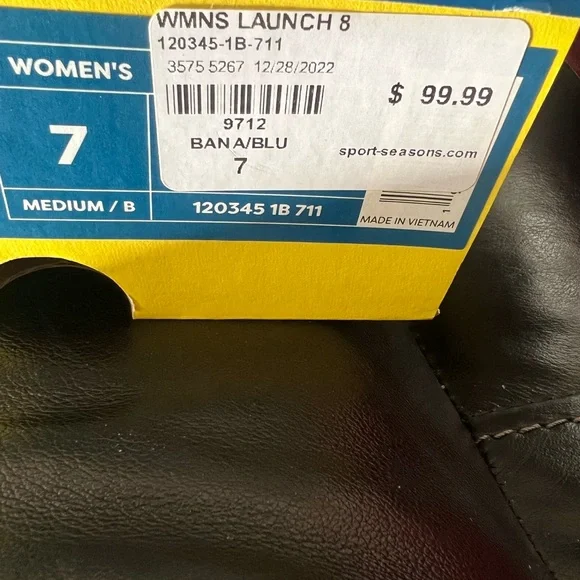 WMNS LAUNCH 8
120345-1B-711
3575 5267 12/28/2022
$ 99.99
9712
BANA/BLU
7
sport-seasons.com
WOMEN'S
7
MEDIUM / B
120345 1B 711
MADE IN VIETNAM